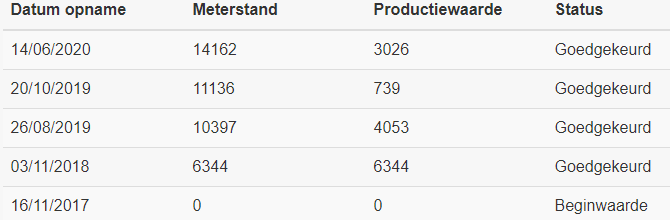 Datum opname Meterstand Productiewaarde Status
14/06/2020 14162 3026 Goedgekeurd
20/10/2019 11136 739 Goedgekeurd
26/08/2019 10397 4053 Goedgekeurd
03/11/2018 6344 6344 Goedgekeurd
16/11/2017 0 0 Beginwaarde